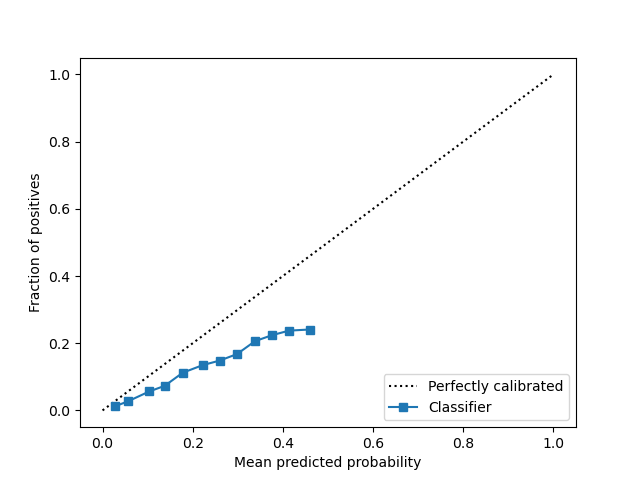 1.0
0.8
0.6
0.4
0.2
0.0
Fraction of positives
Perfectly calibrated
Classifier
0.0 0.2 0.4 0.6 0.8 1.0
Mean predicted probability